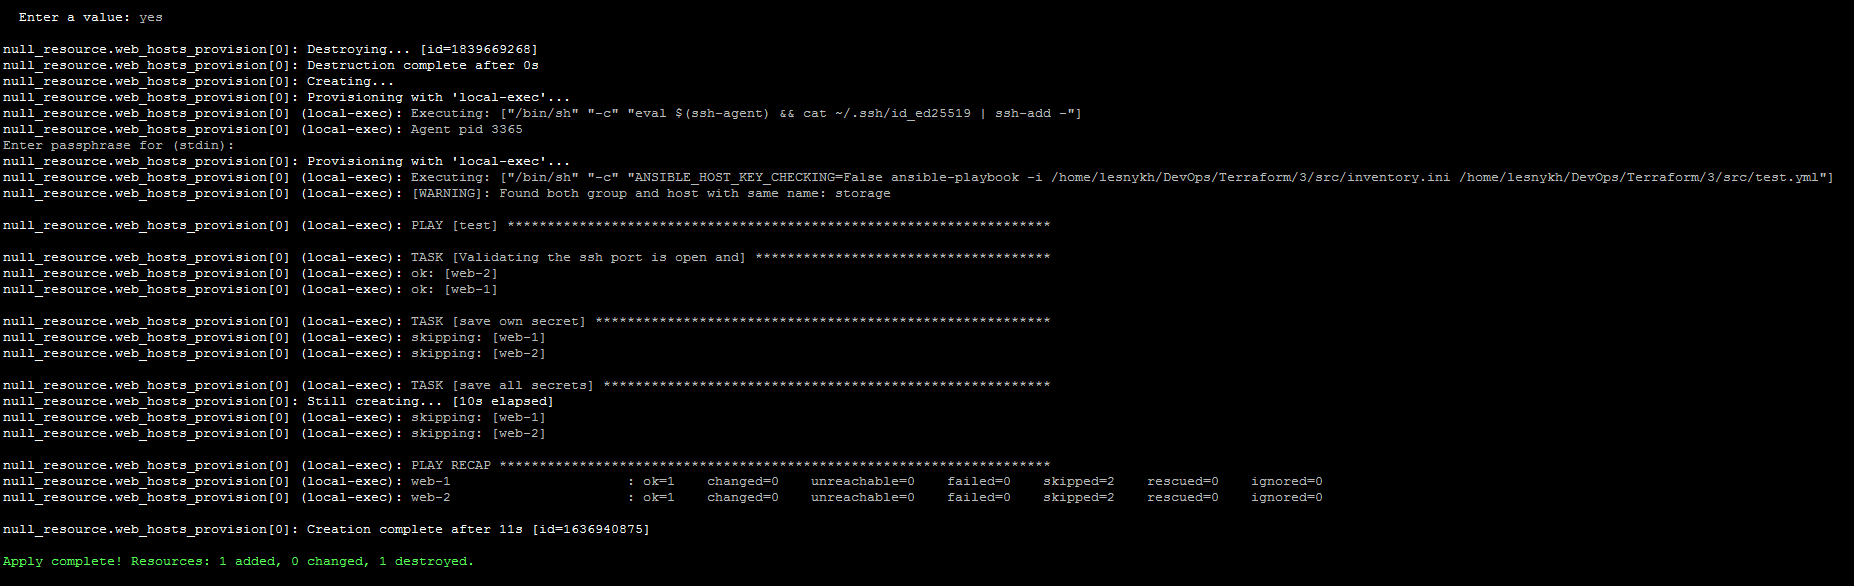 Enter a value: yes
null_resource.web_hosts_provision[0]: Destroying... [id=1839669268]
null_resource.web_hosts_provision[0]: Destruction complete after 0s
null_resource.web_hosts_provision[0]: Creating...
null_resource.web_hosts_provision[0]: Provisioning with 'local-exec'...
null_resource.web_hosts_provision[0] (local-exec): Executing: ["/bin/sh" "-c" "eval $(ssh-agent) && cat ~/.ssh/id_ed25519 | ssh-add -"]
null_resource.web_hosts_provision[0] (local-exec): Agent pid 3365
Enter passphrase for (stdin):
null_resource.web_hosts_provision[0]: Provisioning with 'local-exec'...
null_resource.web_hosts_provision[0] (local-exec): Executing: ["/bin/sh" "-c" "ANSIBLE_HOST_KEY_CHECKING=False ansible-playbook -i /home/lesnykh/DevOps/Terraform/3/src/inventory.ini /home/lesnykh/DevOps/Terraform/3/src/test.yml"]
null_resource.web_hosts_provision[0] (local-exec): [WARNING]: Found both group and host with same name: storage
null_resource.web_hosts_provision[0] (local-exec): PLAY [test] ********************************************************************
null_resource.web_hosts_provision[0] (local-exec): TASK [Validating the ssh port is open and] *************************************
null_resource.web_hosts_provision[0] (local-exec): ok: [web-2]
null_resource.web_hosts_provision[0] (local-exec): ok: [web-1]
null_resource.web_hosts_provision[0] (local-exec): TASK [save own secret] *********************************************************
null_resource.web_hosts_provision[0] (local-exec): skipping: [web-1]
null_resource.web_hosts_provision[0] (local-exec): skipping: [web-2]
null_resource.web_hosts_provision[0] (local-exec): TASK [save all secrets] ********************************************************
null_resource.web_hosts_provision[0]: Still creating... [10s elapsed]
null_resource.web_hosts_provision[0] (local-exec): skipping: [web-1]
null_resource.web_hosts_provision[0] (local-exec): skipping: [web-2]
null_resource.web_hosts_provision[0] (local-exec): PLAY RECAP *********************************************************************
null_resource.web_hosts_provision[0] (local-exec): web-1 : ok=1 changed=0 unreachable=0 failed=0 skipped=2 rescued=0 ignored=0
null_resource.web_hosts_provision[0] (local-exec): web-2 : ok=1 changed=0 unreachable=0 failed=0 skipped=2 rescued=0 ignored=0
null_resource.web_hosts_provision[0]: Creation complete after 11s [id=1636940875]
Apply complete! Resources: 1 added, 0 changed, 1 destroyed.